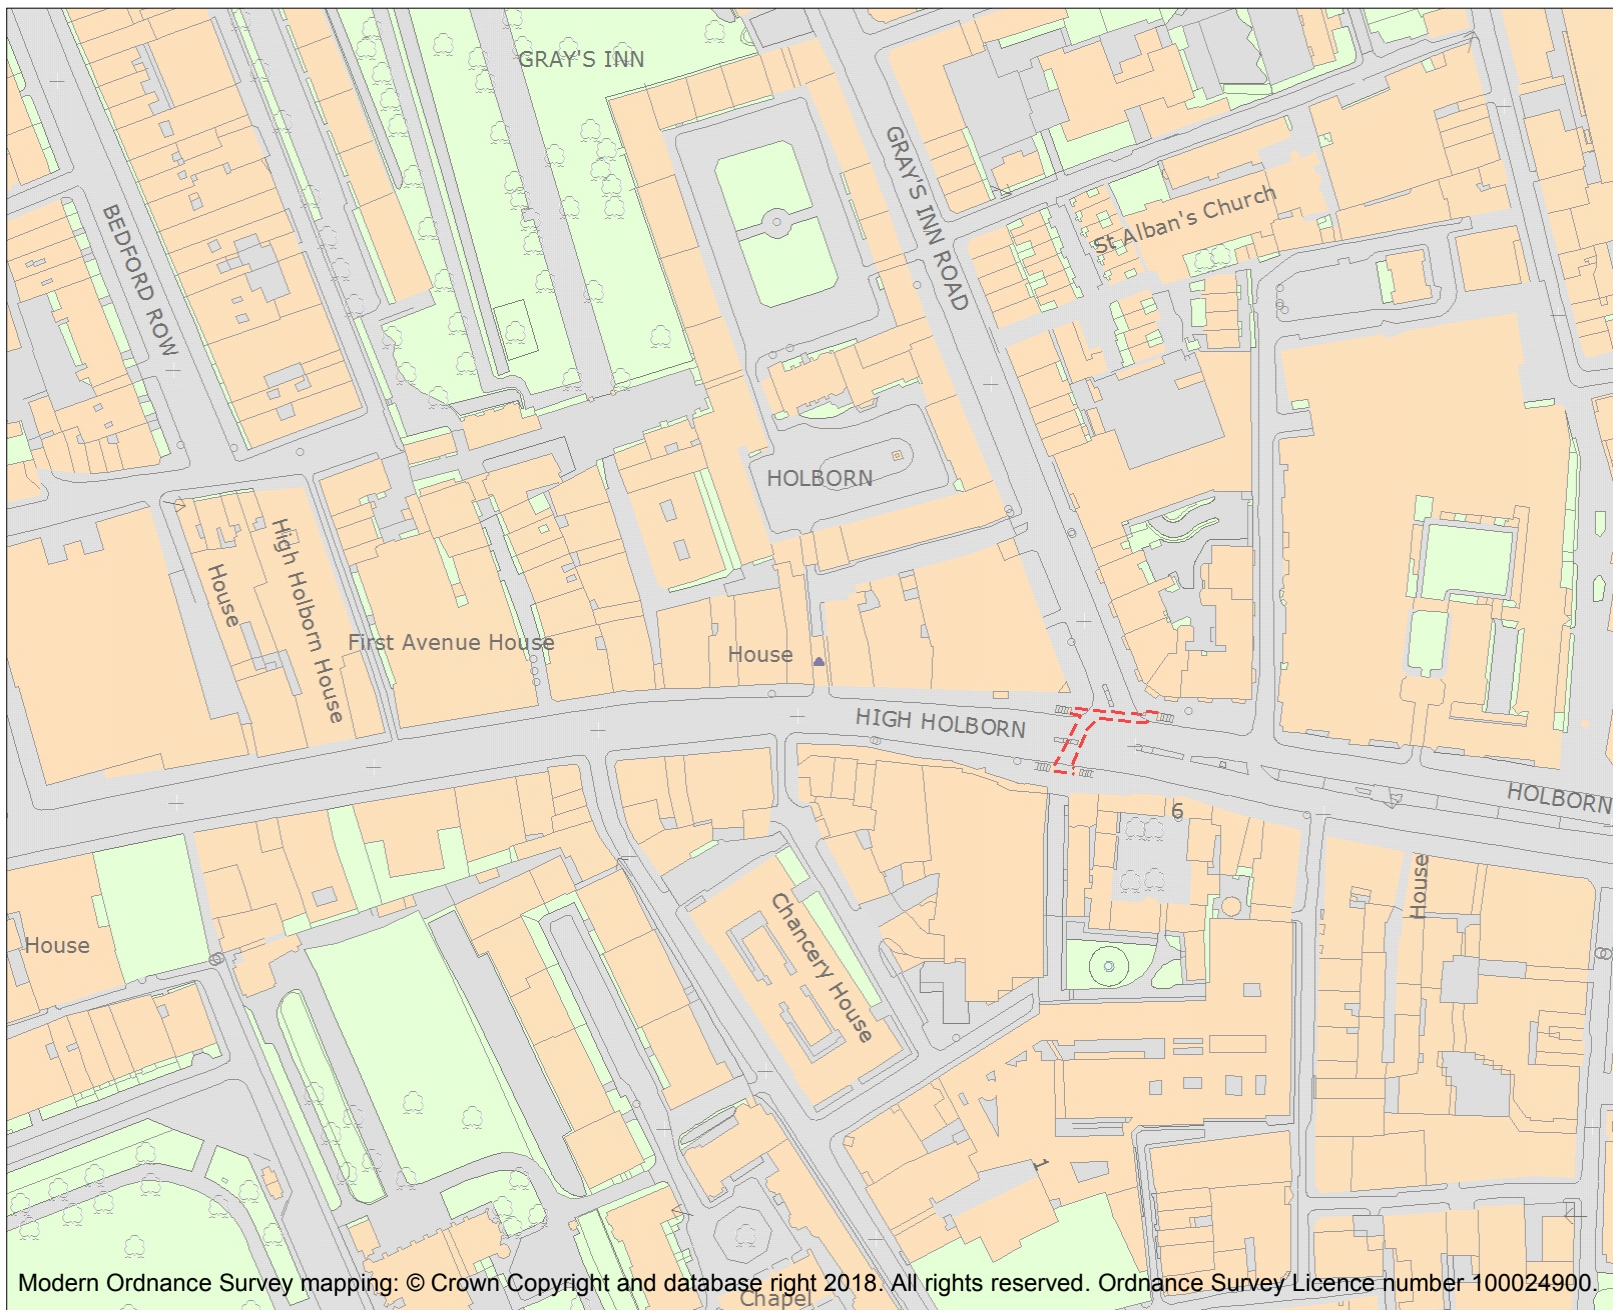 GRAY'S INN
GRAY'S INN ROAD
St Alban's Church
BEDFORD ROW
HOLBORN
High Holborn House
House
First Avenue House
House
HIGH HOLBORN
HOLBORN
6
House
Chancery House
House
1
Modern Ordnance Survey mapping: © Crown Copyright and database right 2018. All rights reserved. Ordnance Survey Licence number 100024900.
Chapel